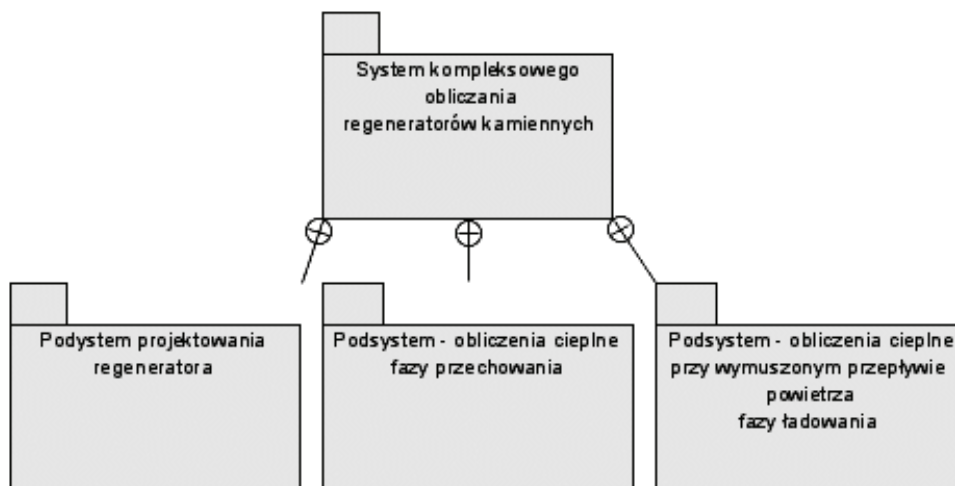 System kompleksowego
obliczania
regeneratorów kamiennych
Podystem projektowania
regeneratora
Podsystem - obliczenia cieplne
fazy przechowania
Podsystem - obliczenia cieplne
przy wymuszonym przepływie
powietrza
fazy ładowania